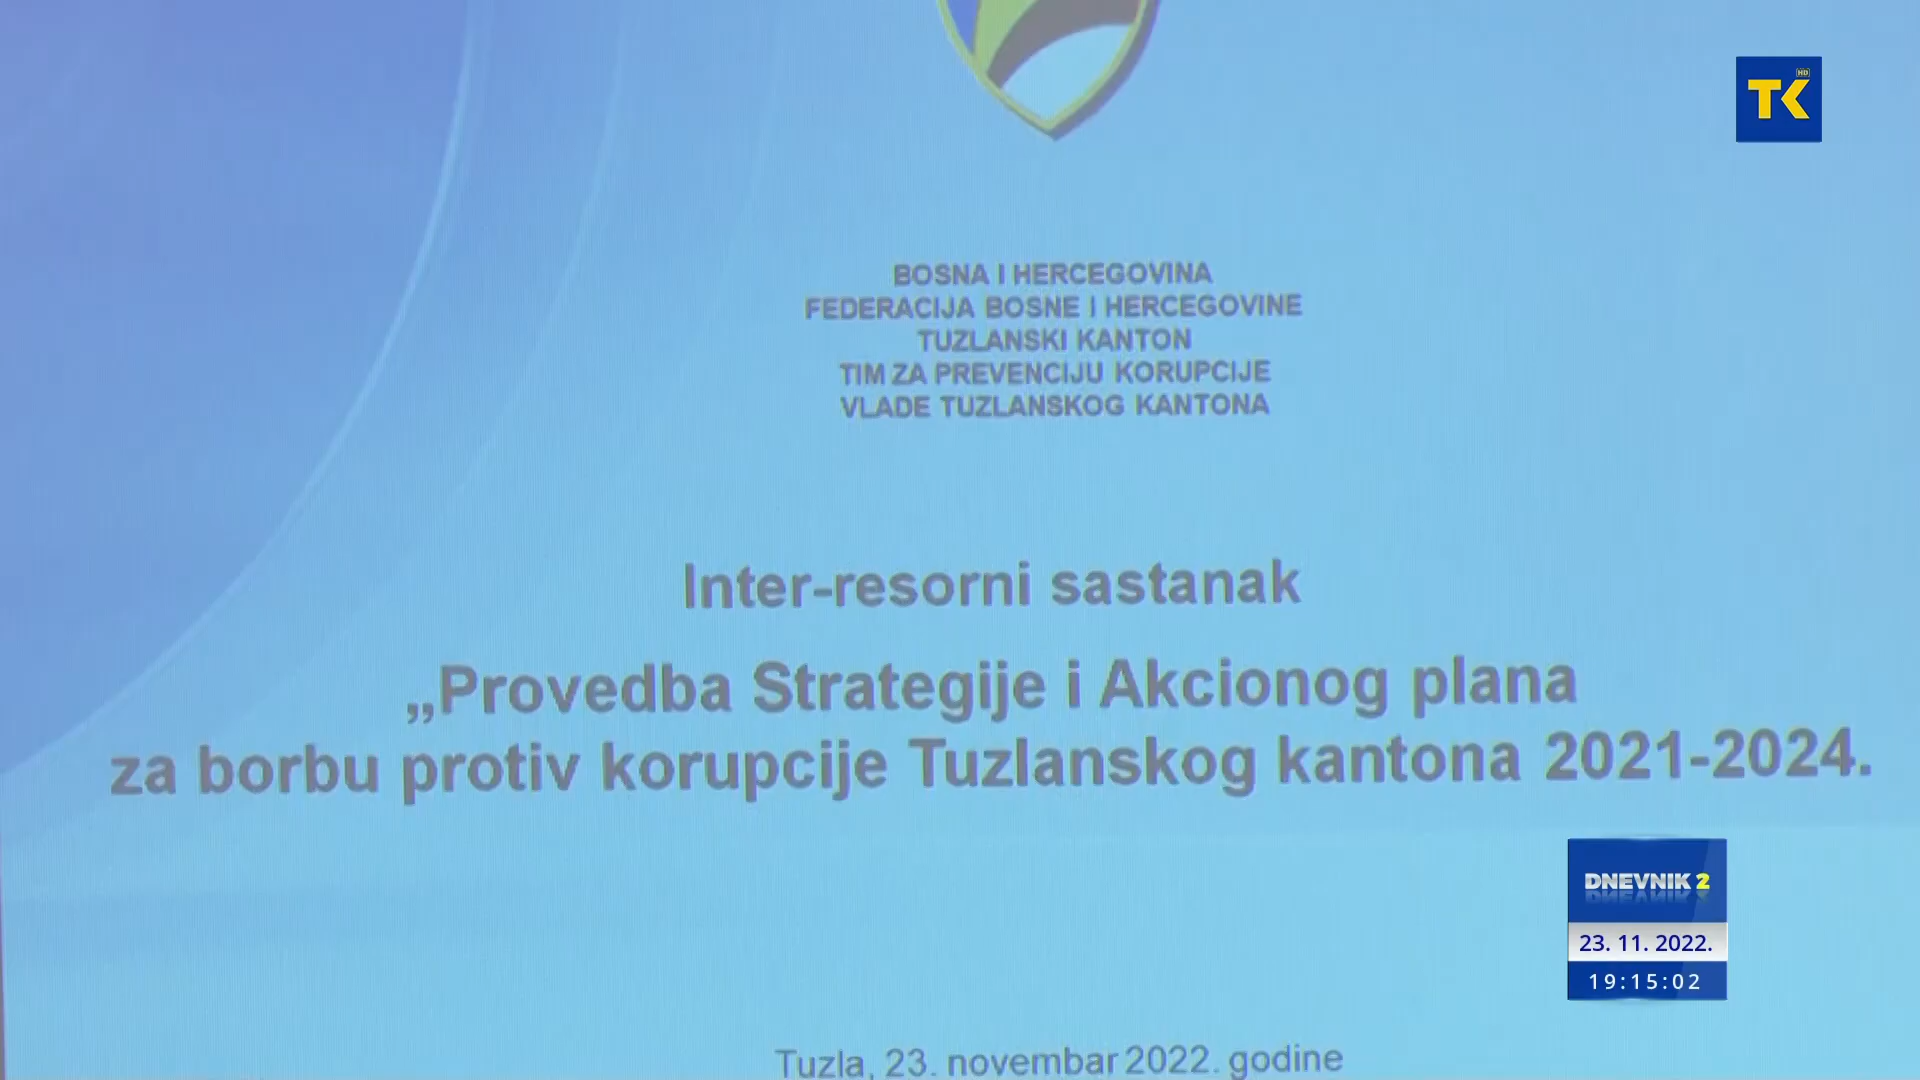 TK HD
BOSNA I HERCEGOVINA
FEDERACIJA BOSNE I HERCEGOVINE
TUZLANSKI KANTON
TIM ZA PREVENCIJU KORUPCIJE
VLADE TUZLANSKOG KANTONA
Inter-resorni sastanak
„Provedba Strategije i Akcionog plana
za borbu protiv korupcije Tuzlanskog kantona 2021-2024.
DNEVNIK 2
23. 11. 2022.
19:15:02
Tuzla, 23. novembar 2022. godine